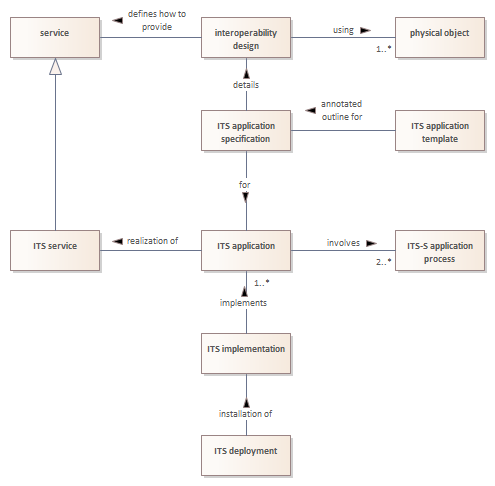 service
defines how to
provide
interoperability
design
using
1..*
physical object
details
ITS application
specification
annotated
outline for
ITS application
template
for
ITS service
realization of
ITS application
involves
2..*
ITS-S application
process
1..*
implements
ITS implementation
installation of
ITS deployment